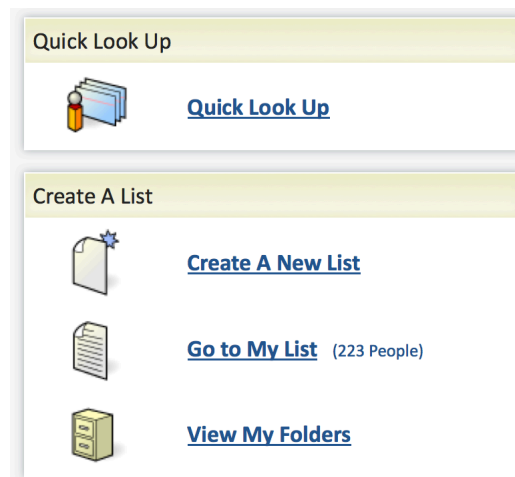 Quick Look Up
Quick Look Up
Create A List
Create A New List
Go to My List (223 People)
View My Folders